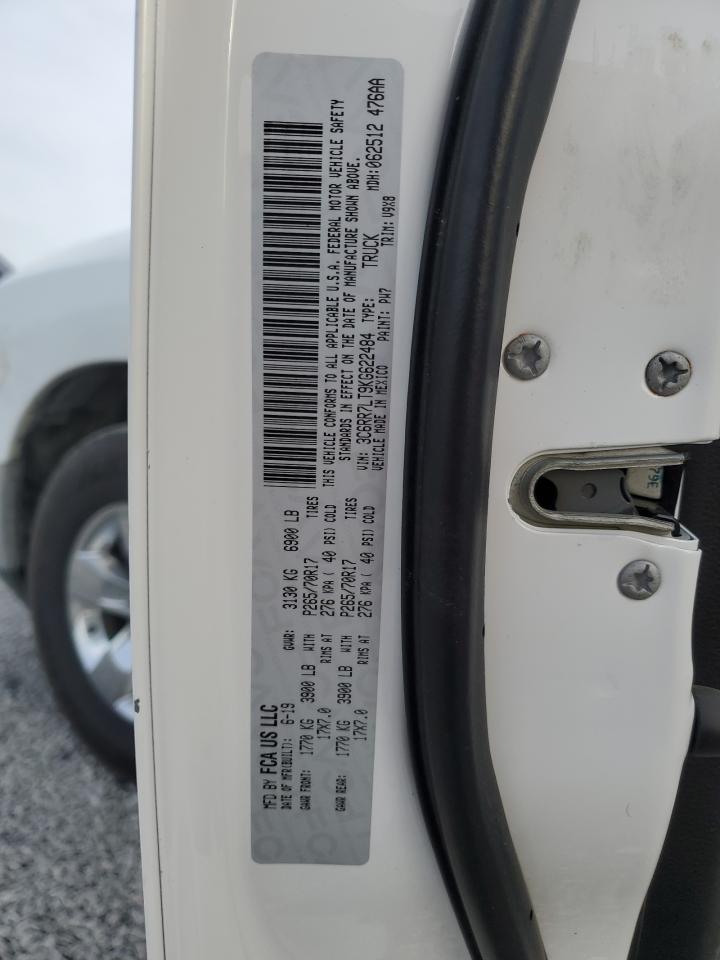 MFD BY FCA US LLC
DATE OF MFR(BUILT): 6-19 GVWR: 3130 KG 6900 LB
GAWR FRONT: 1770 KG 3900 LB WITH P265/70R17 TIRES
17X7.0 RIMS AT 276 KPA ( 40 PSI) COLD
GAWR REAR: 1770 KG 3900 LB WITH P265/70R17 TIRES
17X7.0 RIMS AT 276 KPA ( 40 PSI) COLD
THIS VEHICLE CONFORMS TO ALL APPLICABLE U.S.A. FEDERAL MOTOR VEHICLE SAFETY
STANDARDS IN EFFECT ON THE DATE OF MANUFACTURE SHOWN ABOVE.
VIN: 3C6RR7LT9KG622484 TYPE: TRUCK MDH:062512 476AA
VEHICLE MADE IN MEXICO PAINT: PW7 TRIM: V9X8
79E